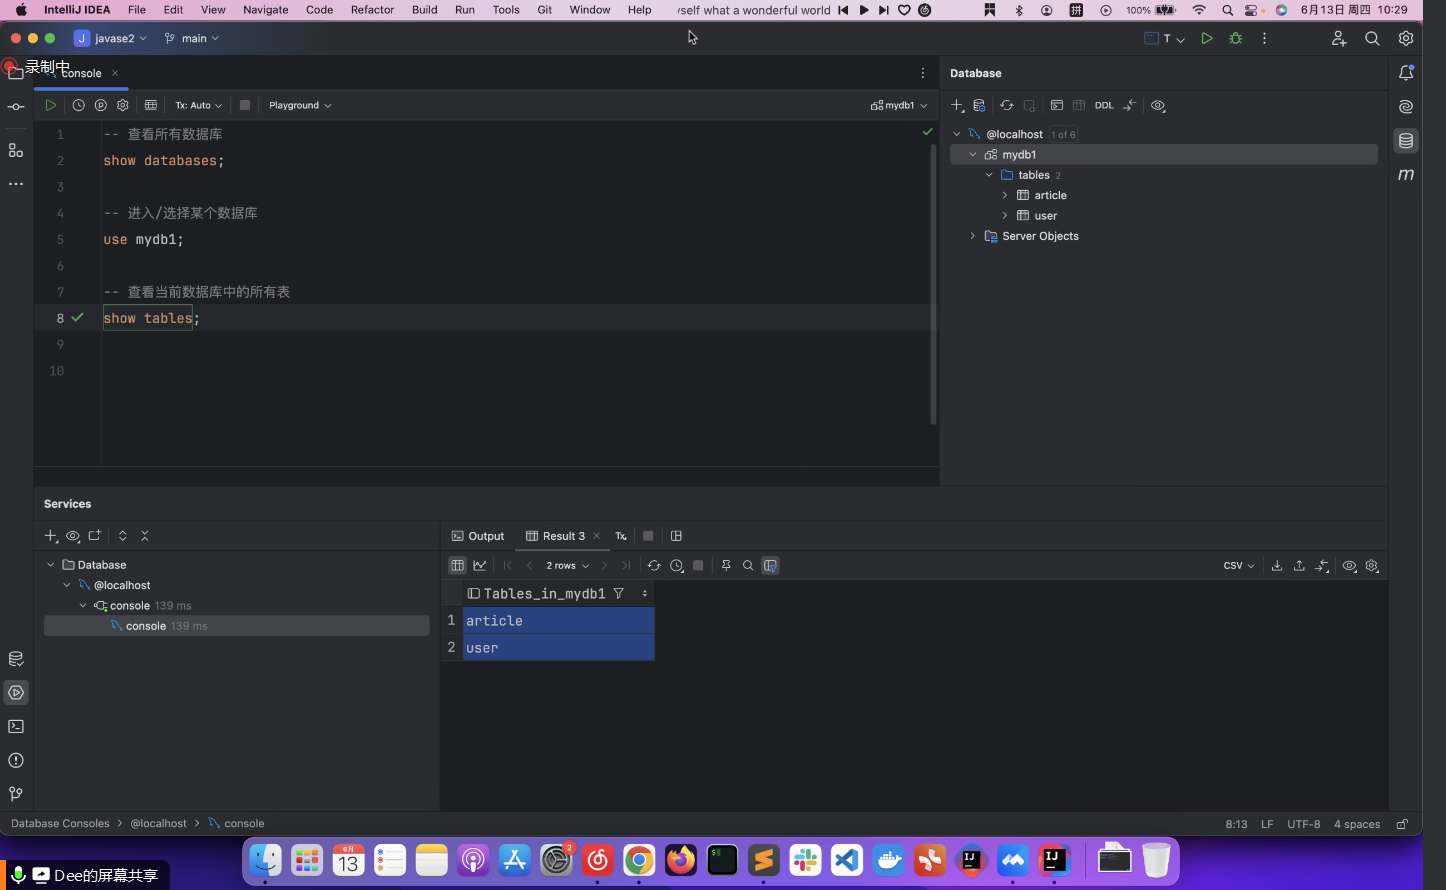 IntelliJ IDEA File Edit View Navigate Code Refactor Build Run Tools Git Window Help yself what a wonderful world 拼 100% 6月13日 周四 10:29
J javase2 main T
录制中
console
Tx: Auto Playground mydb1
1 -- 查看所有数据库
2 show databases;
3
4 -- 进入/选择某个数据库
5 use mydb1;
6
7 -- 查看当前数据库中的所有表
8 show tables;
9
10
Database
DDL
@localhost 1 of 6
mydb1
tables 2
article
user
Server Objects
m
Services
Database
@localhost
console 139 ms
console 139 ms
Output Result 3 Tx
2 rows CSV
Tables_in_mydb1
1 article
2 user
Database Consoles > @localhost > console 8:13 LF UTF-8 4 spaces
6月
13
2
$
IJ
IJ
Dee的屏幕共享